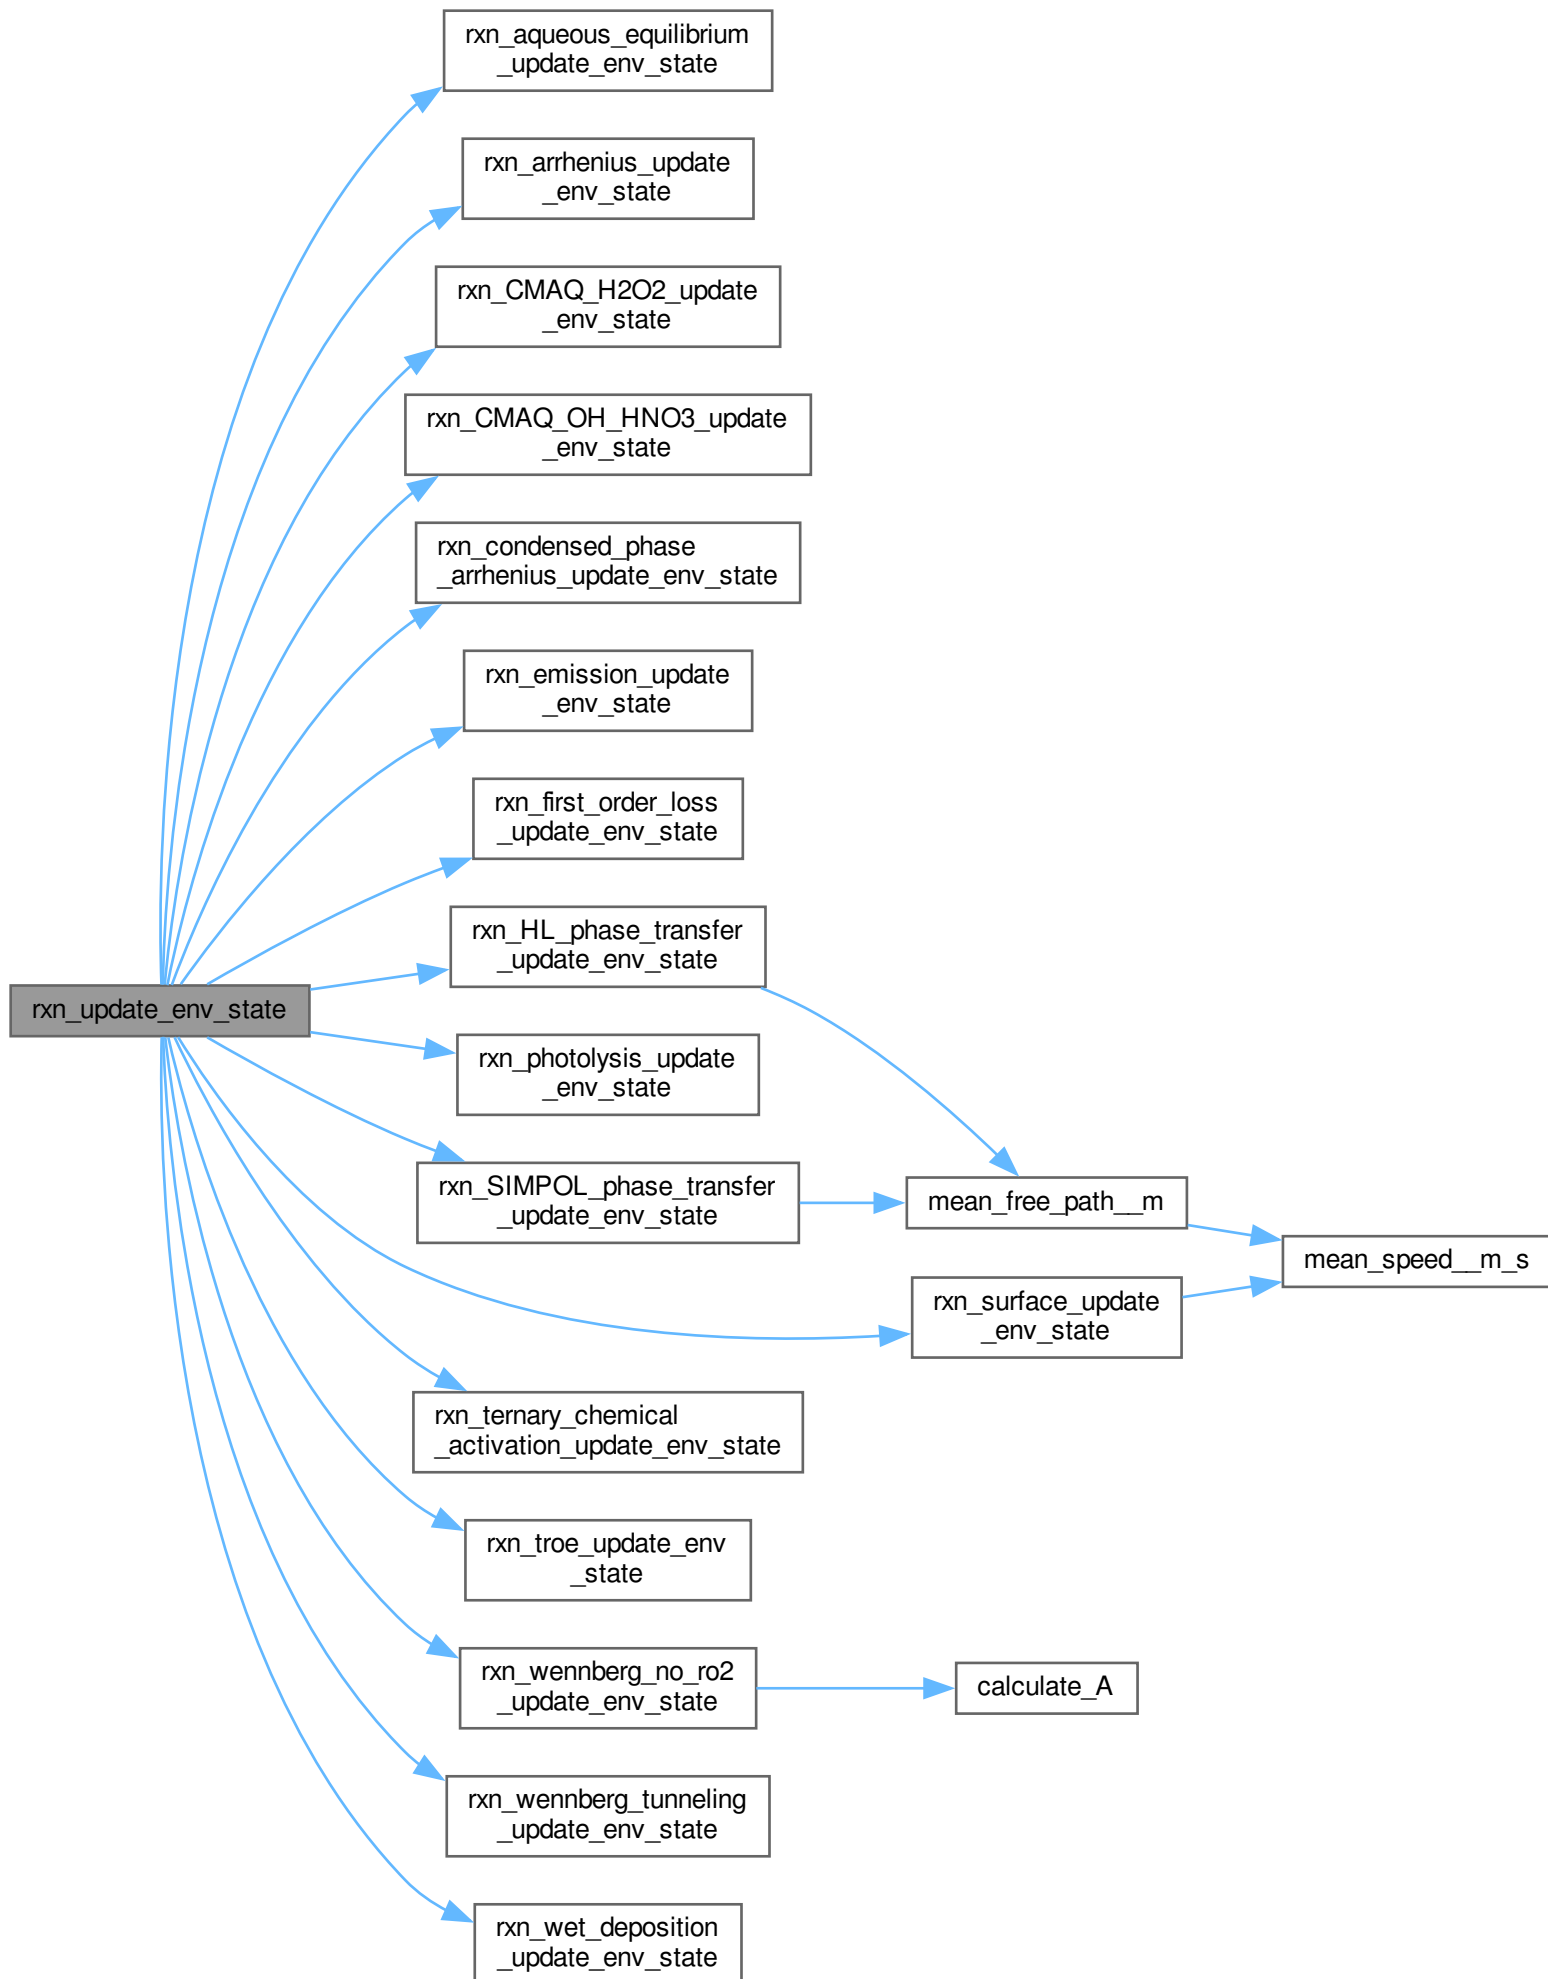 rxn_aqueous_equilibrium
_update_env_state
rxn_arrhenius_update
_env_state
rxn_CMAQ_H2O2_update
_env_state
rxn_CMAQ_OH_HNO3_update
_env_state
rxn_condensed_phase
_arrhenius_update_env_state
rxn_emission_update
_env_state
rxn_first_order_loss
_update_env_state
rxn_HL_phase_transfer
_update_env_state
rxn_update_env_state
rxn_photolysis_update
_env_state
rxn_SIMPOL_phase_transfer
_update_env_state
mean_free_path__m
mean_speed__m_s
rxn_surface_update
_env_state
rxn_ternary_chemical
_activation_update_env_state
rxn_troe_update_env
_state
rxn_wennberg_no_ro2
_update_env_state
calculate_A
rxn_wennberg_tunneling
_update_env_state
rxn_wet_deposition
_update_env_state